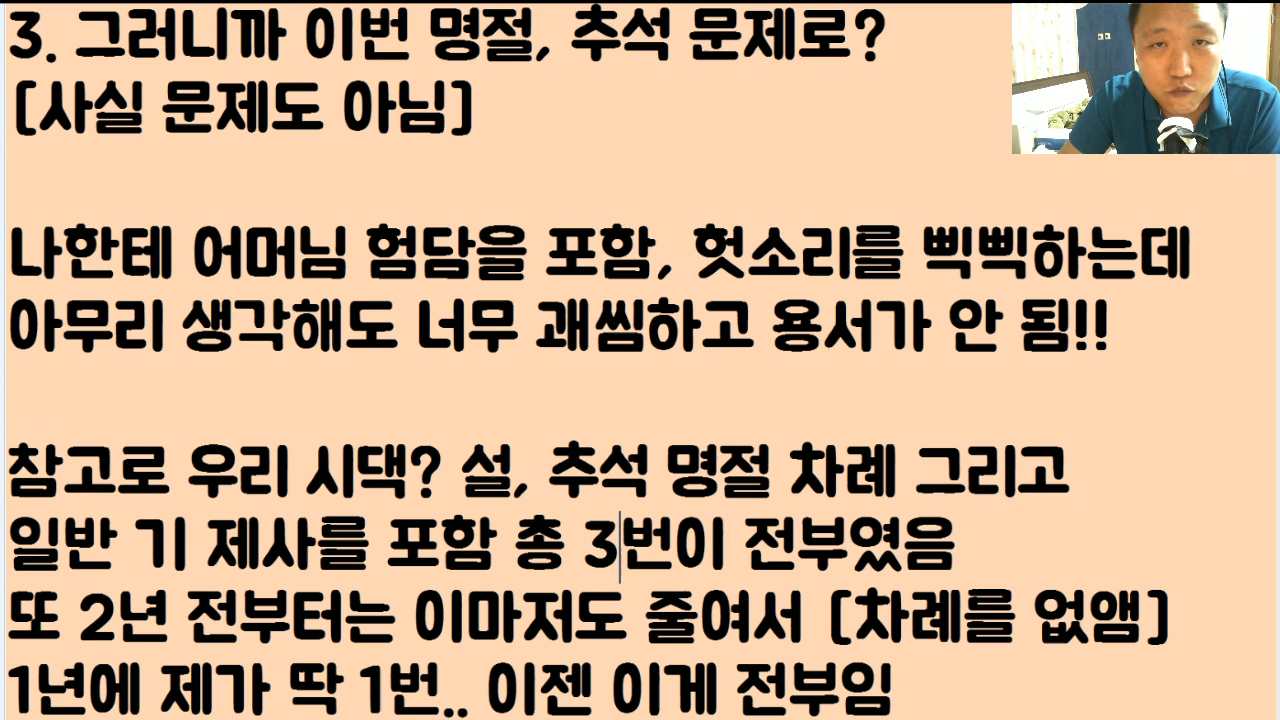 3. 그러니까 이번 명절, 추석 문제로?
[사실 문제도 아님]
나한테 어머님 험담을 포함, 헛소리를 삑삑하는데
아무리 생각해도 너무 괘씸하고 용서가 안 됨!!
참고로 우리 시댁? 설, 추석 명절 차례 그리고
일반 기 제사를 포함 총 3번이 전부였음
또 2년 전부터는 이마저도 줄여서 [차례를 없앰]
1년에 제가 딱 1번.. 이젠 이게 전부임